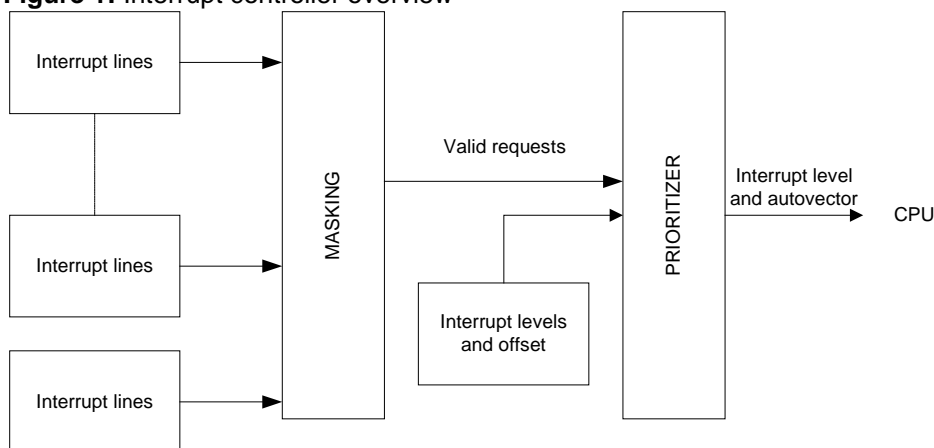 Figure 1. Interrupt controller overview
Interrupt lines
Interrupt lines
Interrupt lines
MASKING
Valid requests
Interrupt levels
and offset
PRIORITIZER
Interrupt level
and autovector
CPU